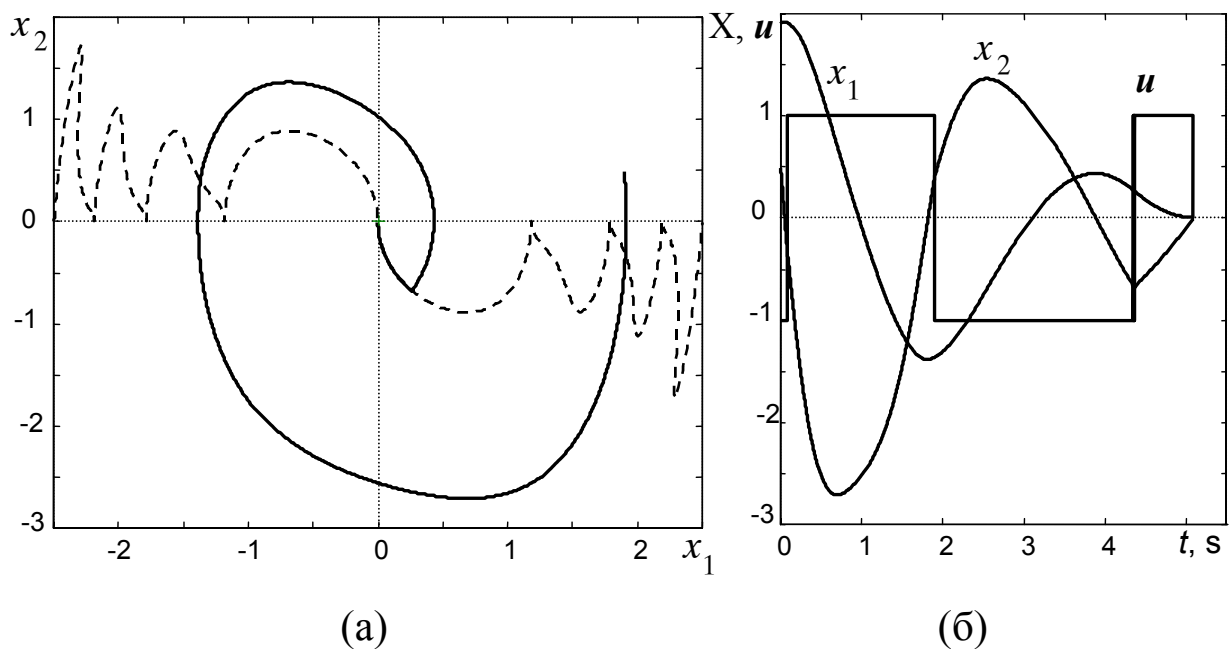 x₂
1
0
-1
-2
-3
-2 -1 0 1 2 x₁
(a)
X, u
1
0
-1
-2
-3
x₁
x₂
u
0 1 2 3 4 t, s
(б)